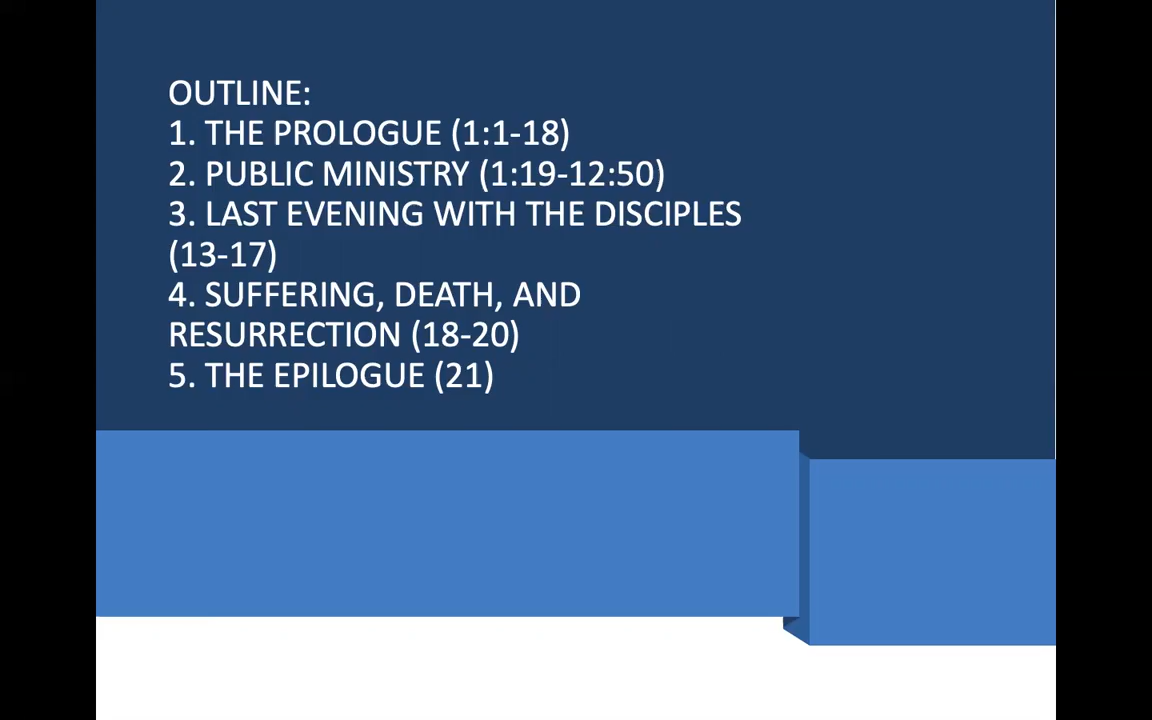 OUTLINE:
1. THE PROLOGUE (1:1-18)
2. PUBLIC MINISTRY (1:19-12:50)
3. LAST EVENING WITH THE DISCIPLES
(13-17)
4. SUFFERING, DEATH, AND
RESURRECTION (18-20)
5. THE EPILOGUE (21)